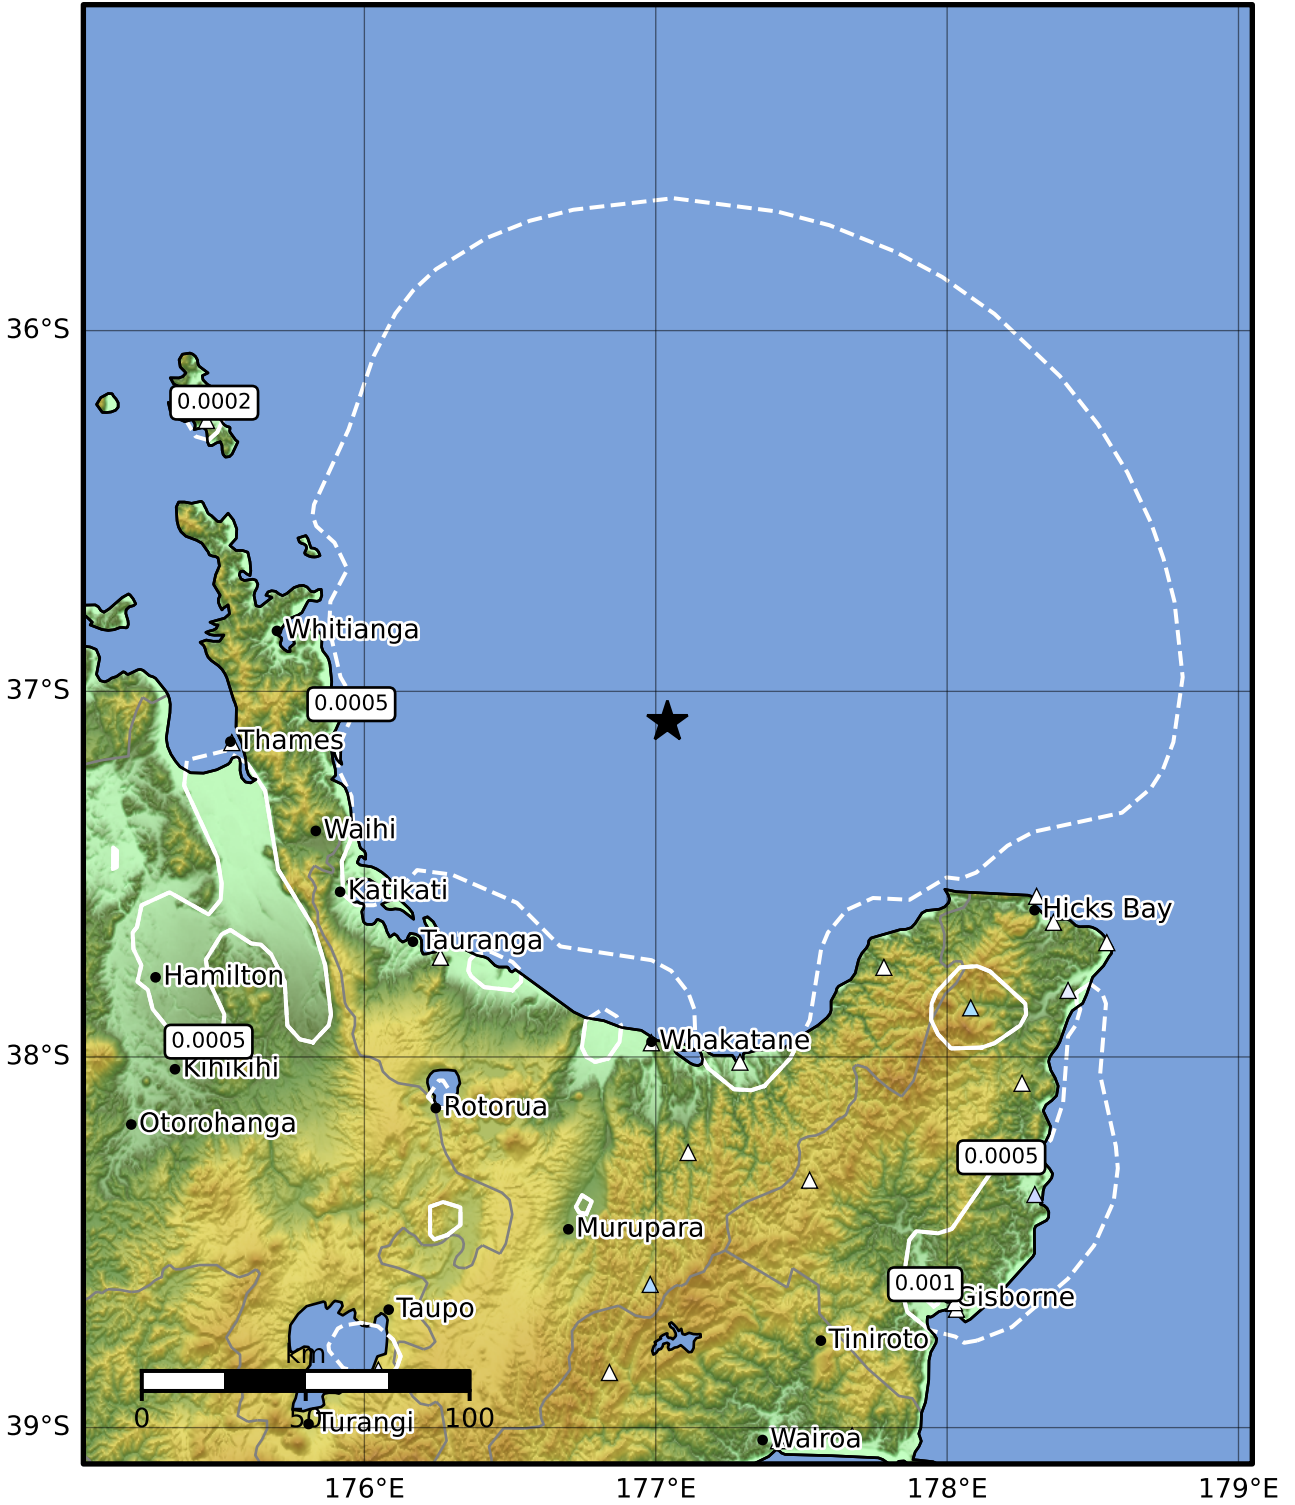 36°S
0.0002
Whitianga
37°S
0.0005
Thames
Waihi
Katikati
Hicks Bay
Tauranga
Hamilton
38°S
0.0005
Whakatane
Kihikihi
Rotorua
Otorohanga
0.0005
Murupara
0.001
Gisborne
Taupo
Tiniroto
km
0
50
100
Turangi
39°S
Wairoa
176°E
177°E
178°E
179°E